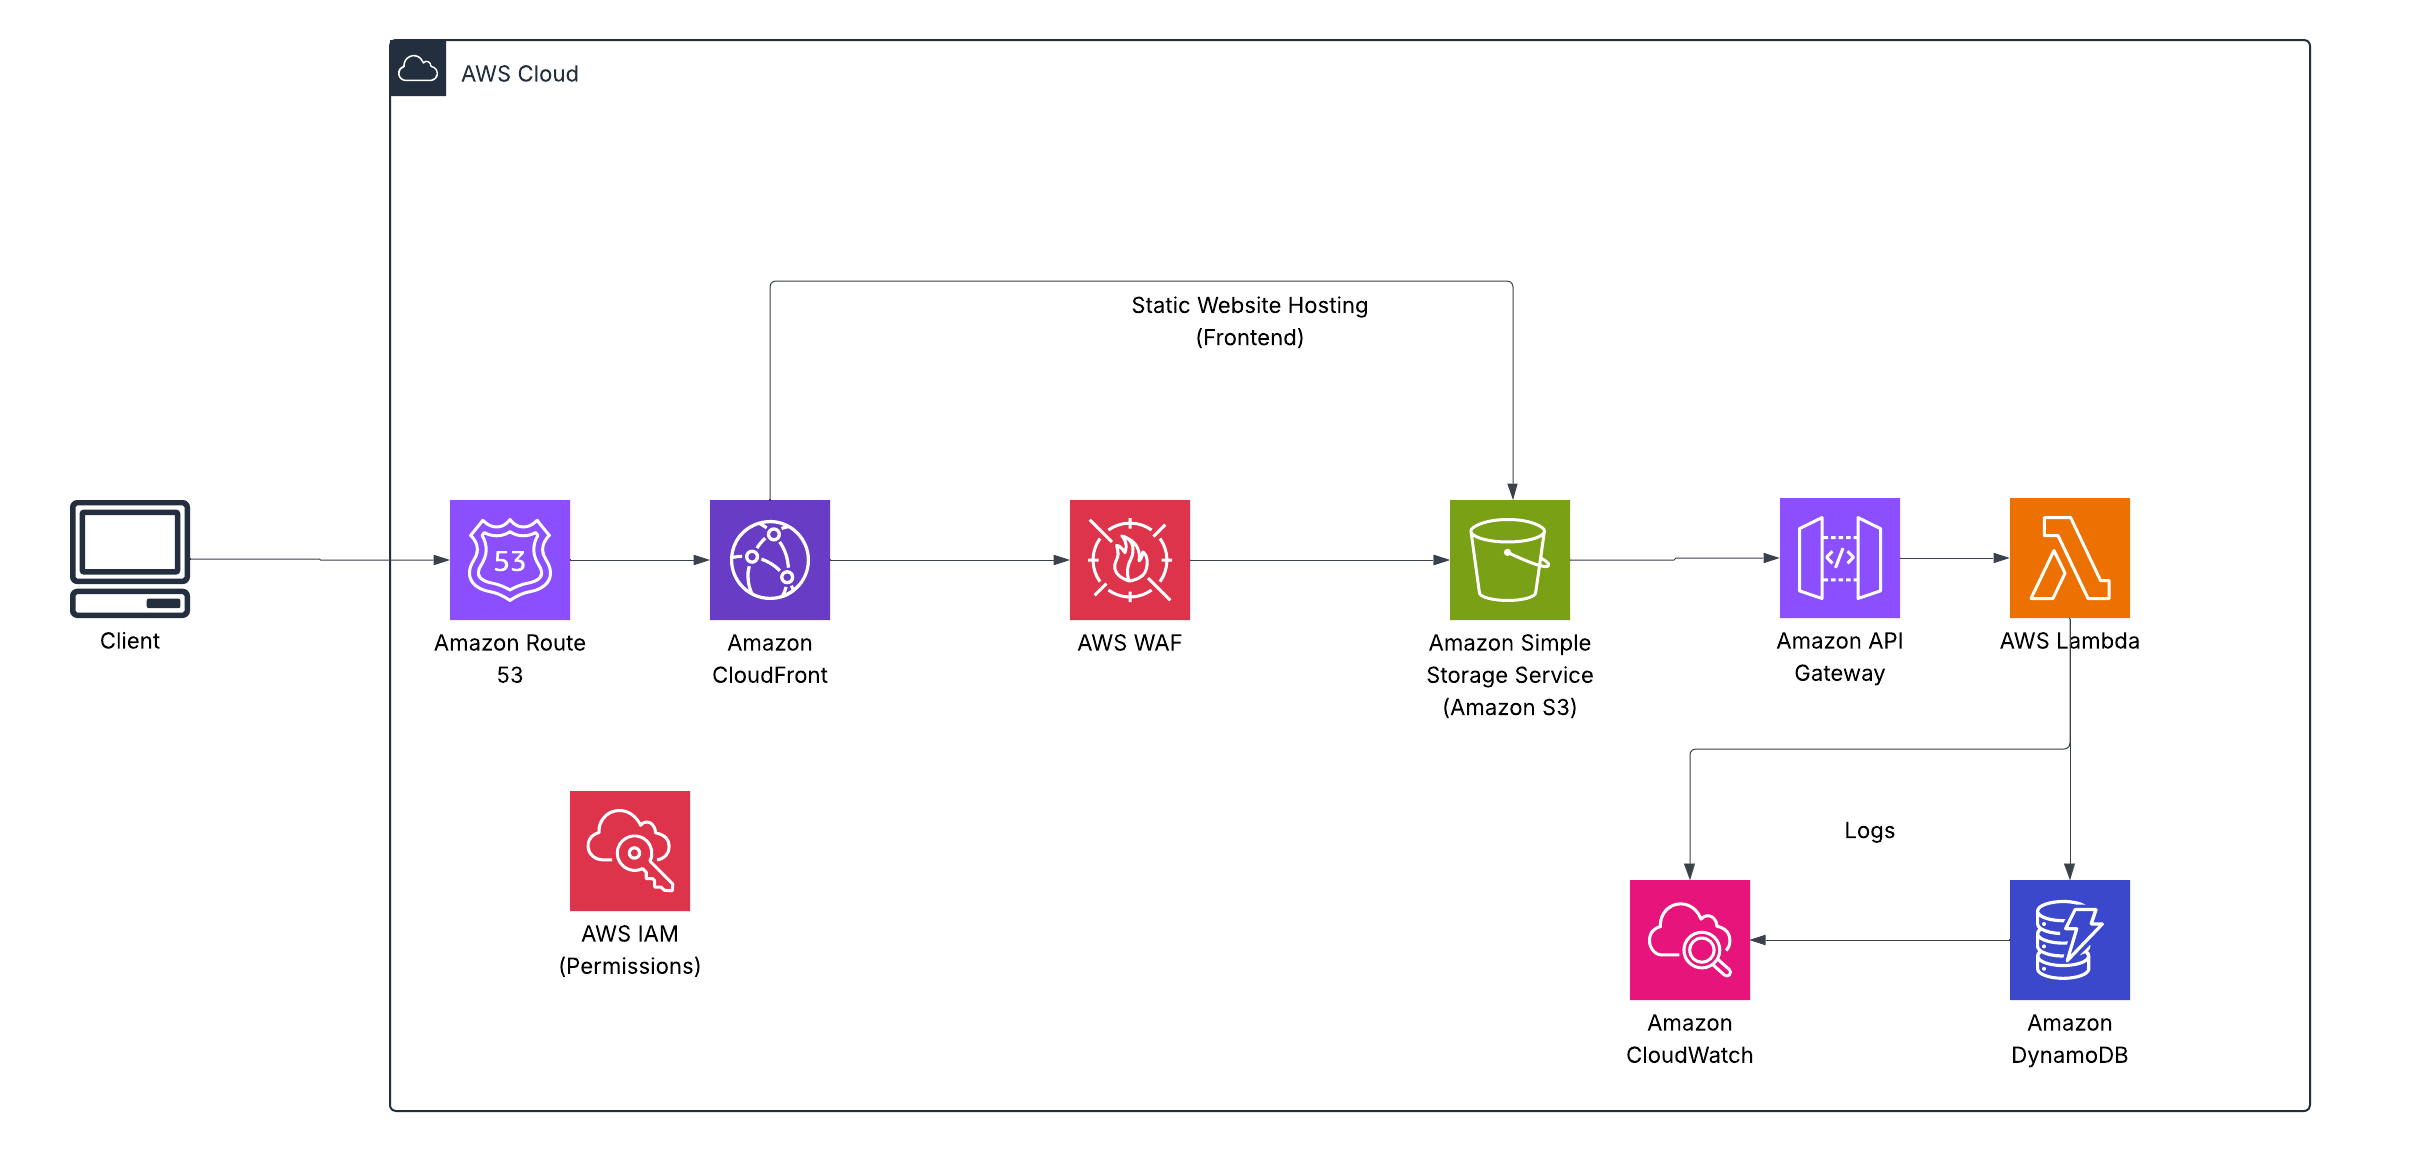 AWS Cloud
Static Website Hosting
(Frontend)
53
Client
Amazon Route
53
Amazon
CloudFront
AWS WAF
Amazon Simple
Storage Service
(Amazon S3)
</>
Amazon API
Gateway
AWS Lambda
Logs
AWS IAM
(Permissions)
Amazon
CloudWatch
Amazon
DynamoDB